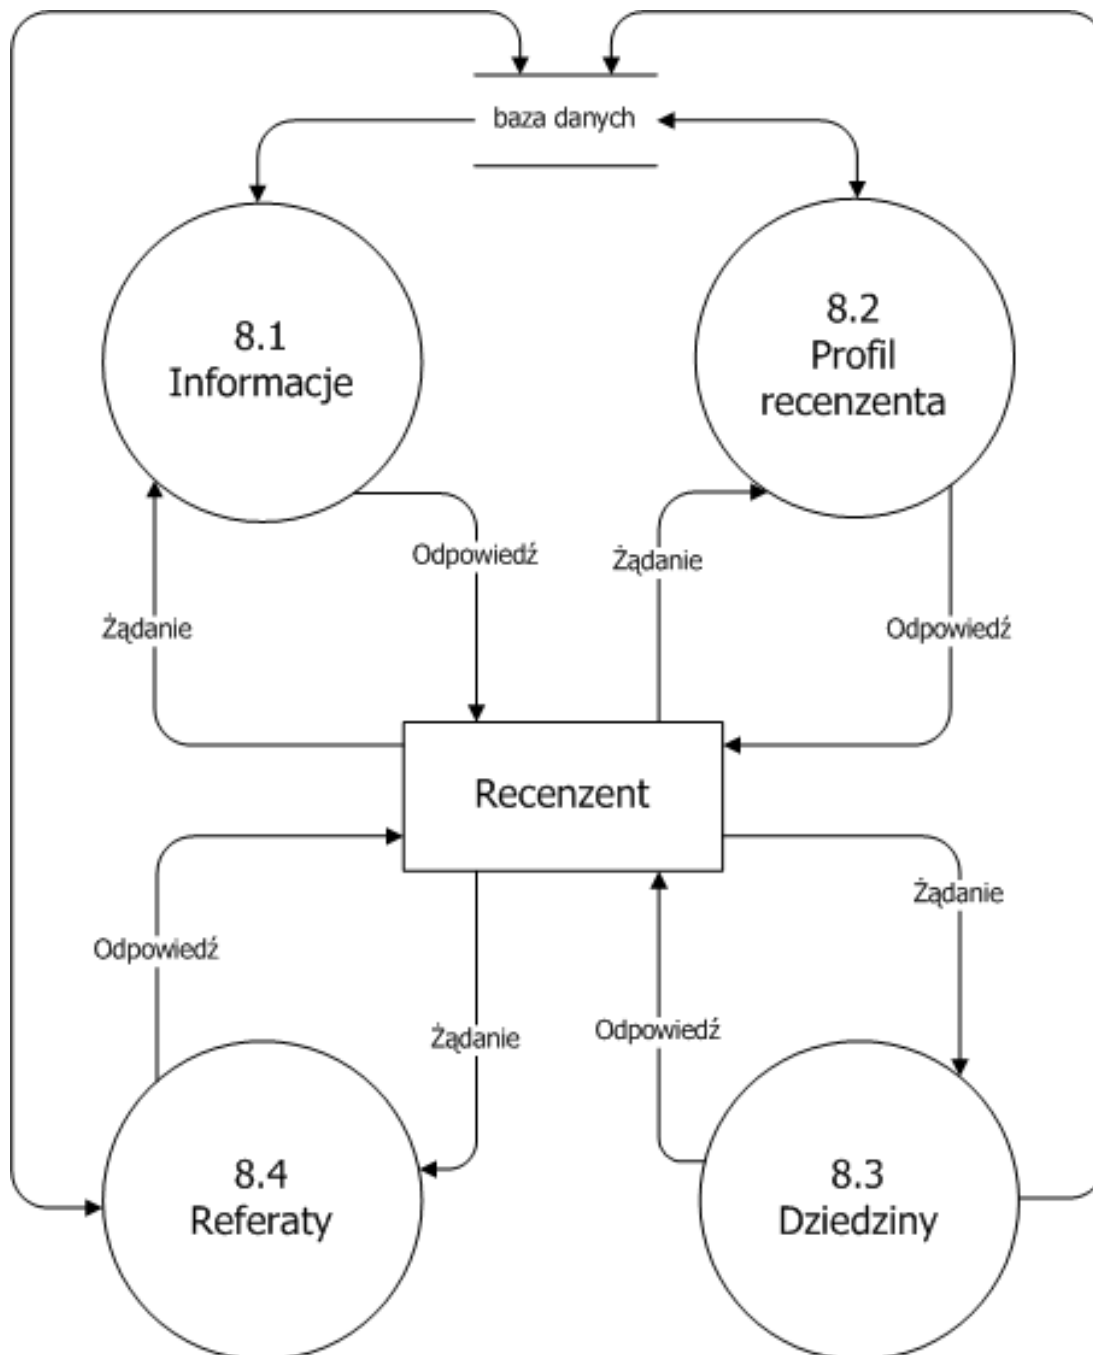 baza danych
8.1
Informacje
8.2
Profil
recenzenta
Odpowiedź
Żądanie
Żądanie
Odpowiedź
Recenzent
Żądanie
Odpowiedź
Żądanie
Odpowiedź
8.4
Referaty
8.3
Dziedziny